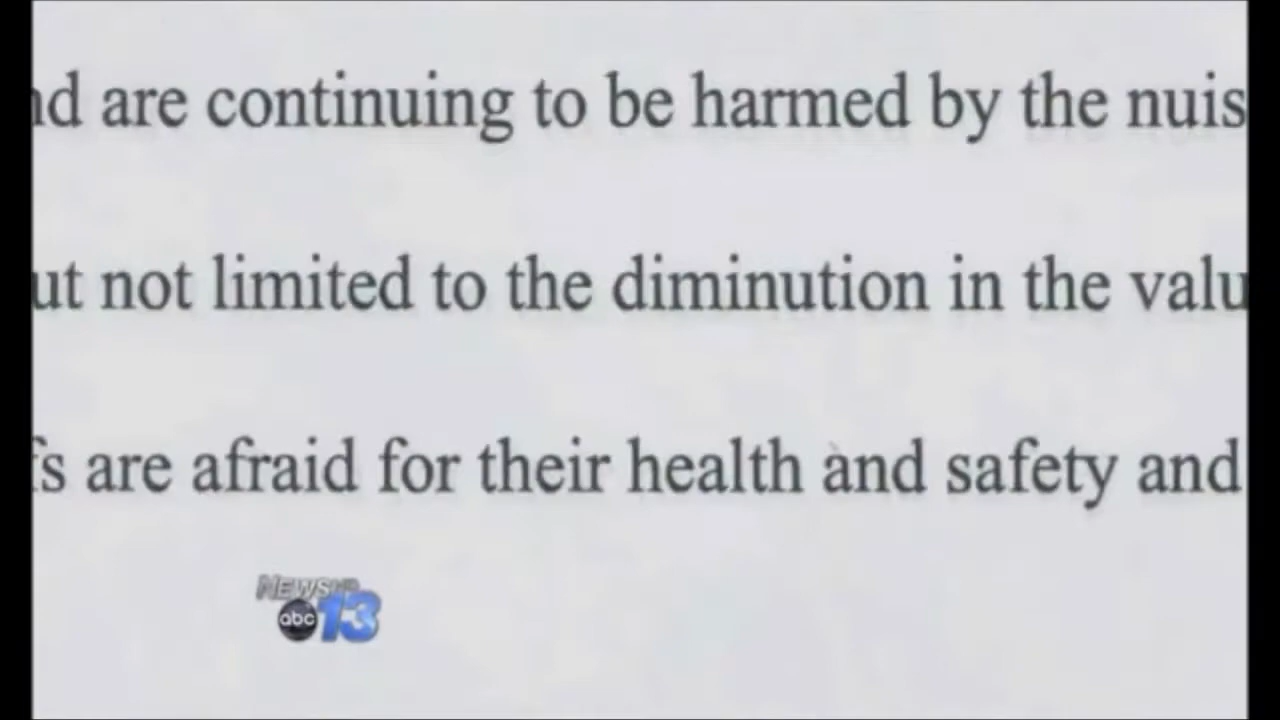 nd are continuing to be harmed by the nuis
ut not limited to the diminution in the valu
fs are afraid for their health and safety and
NEWS HD
abc 13